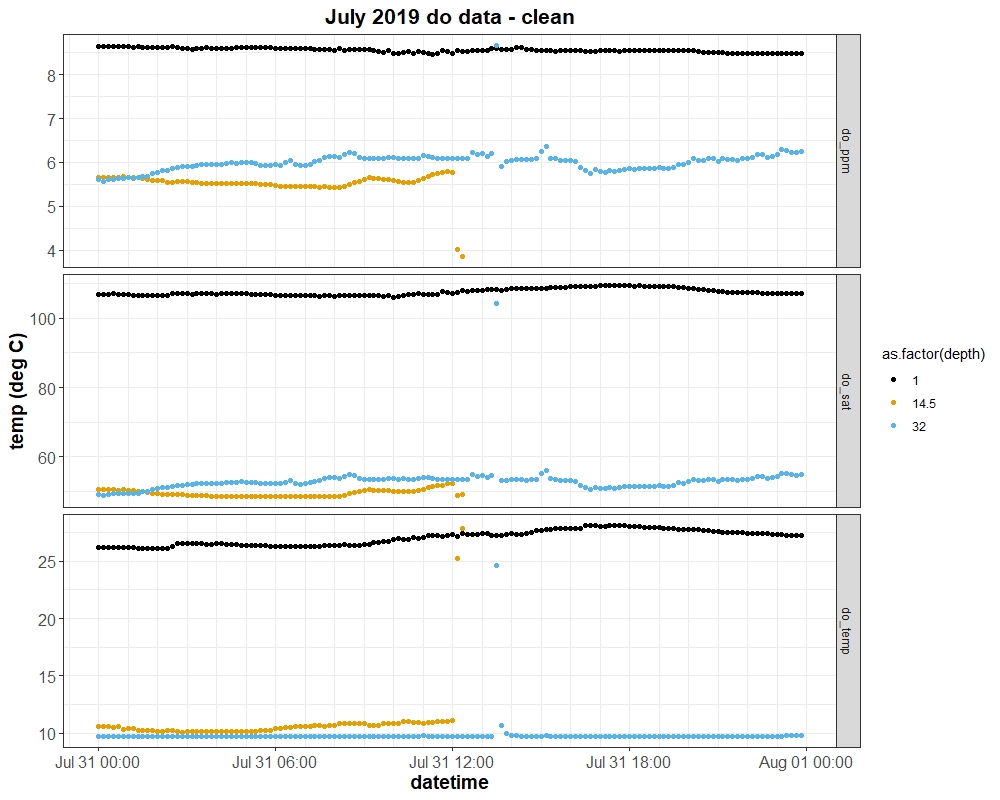 July 2019 do data - clean
8
7
6
5
4
do_ppm
100
80
60
do_sat
25
20
15
10
do_temp
temp (deg C)
Jul 31 00:00 Jul 31 06:00 Jul 31 12:00 Jul 31 18:00 Aug 01 00:00
datetime
as.factor(depth)
1
14.5
32